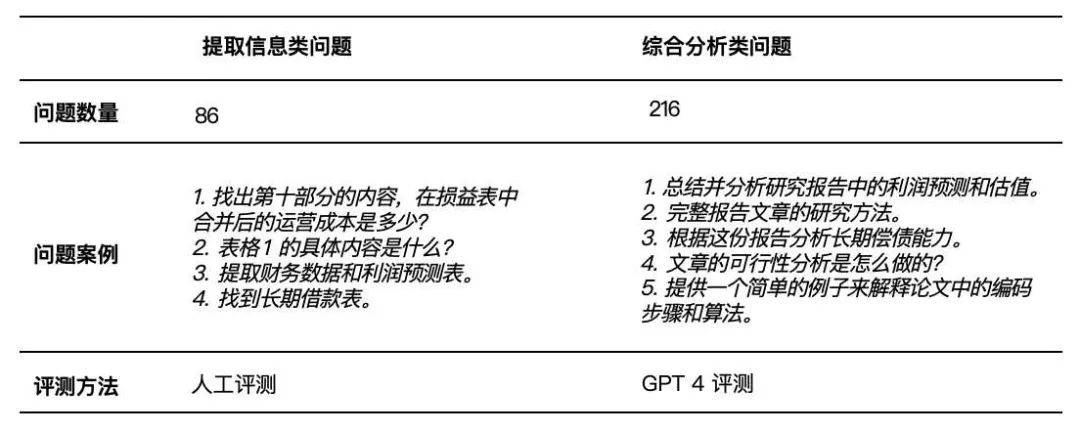 提取信息类问题 综合分析类问题
问题数量 86 216
问题案例
1. 找出第十部分的内容，在损益表中
合并后的运营成本是多少？
2. 表格1 的具体内容是什么？
3. 提取财务数据和利润预测表。
4. 找到长期借款表。
1. 总结并分析研究报告中的利润预测和估值。
2. 完整报告文章的研究方法。
3. 根据这份报告分析长期偿债能力。
4. 文章的可行性分析是怎么做的？
5. 提供一个简单的例子来解释论文中的编码
步骤和算法。
评测方法 人工评测 GPT 4 评测